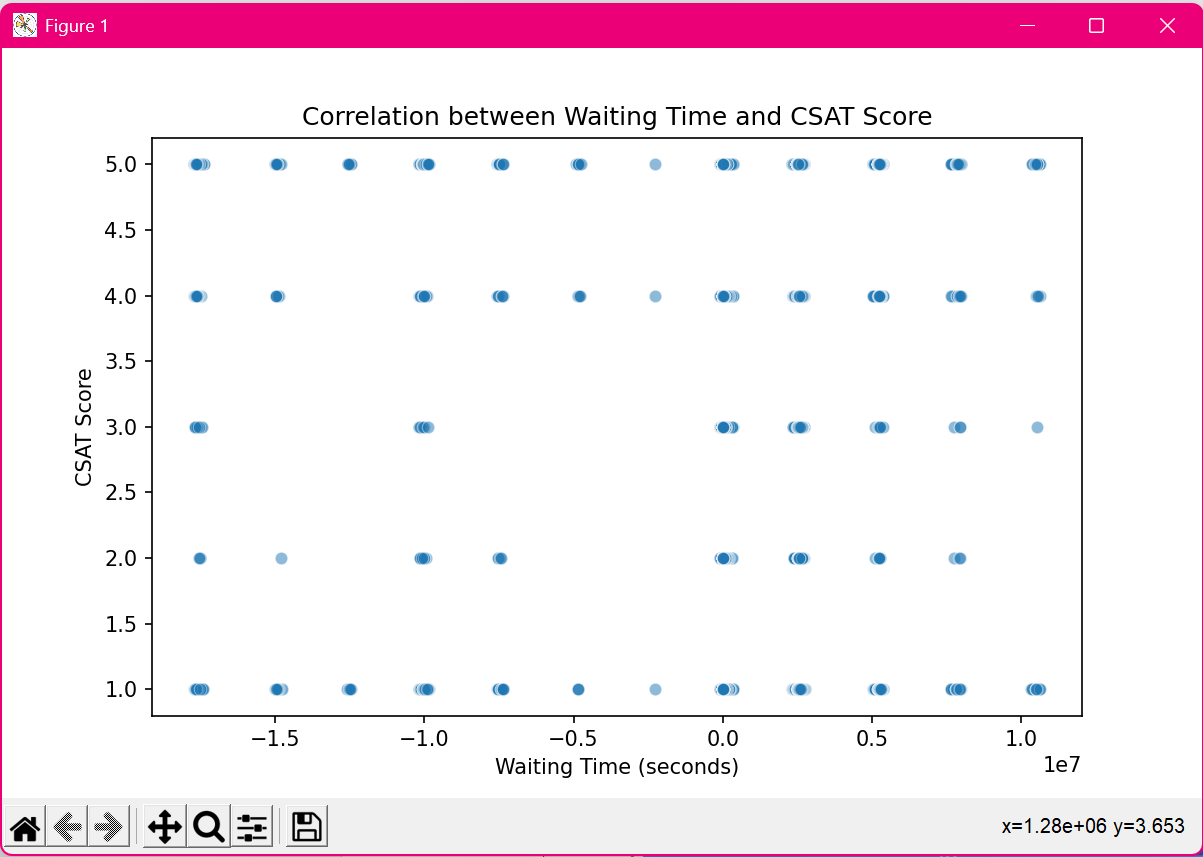 Figure 1
Correlation between Waiting Time and CSAT Score
5.0
4.5
4.0
3.5
3.0
2.5
2.0
1.5
1.0
CSAT Score
−1.5 −1.0 −0.5 0.0 0.5 1.0
1e7
Waiting Time (seconds)
x=1.28e+06 y=3.653